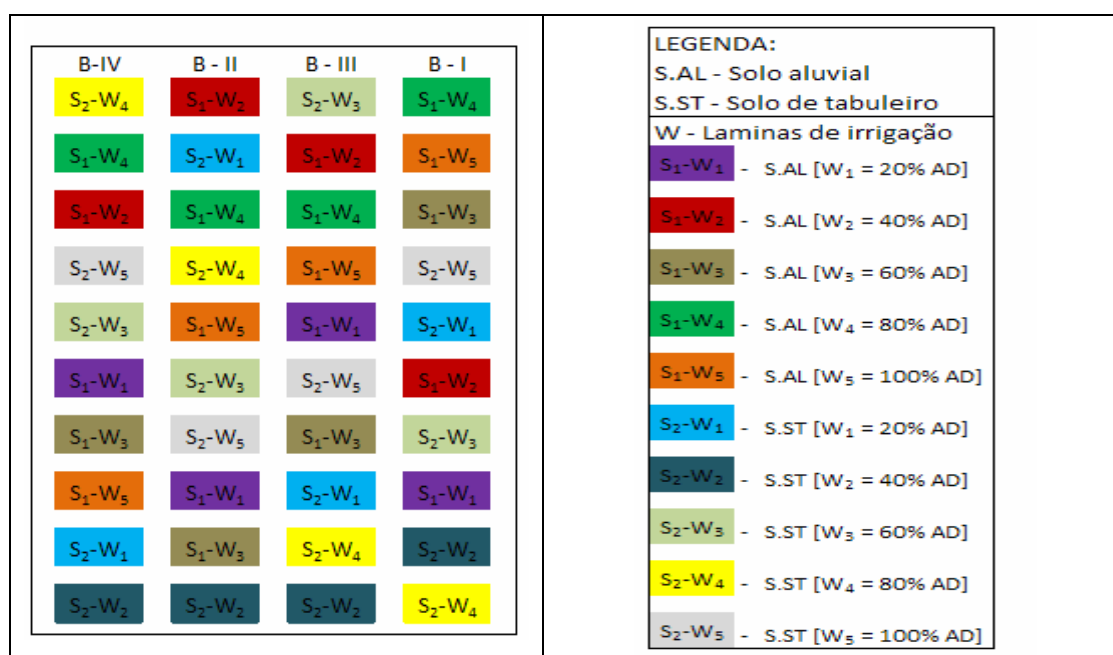 B-IV B - II B - III B - I
S₂-W₄ S₁-W₂ S₂-W₃ S₁-W₄
S₁-W₄ S₂-W₁ S₁-W₂ S₁-W₅
S₁-W₂ S₁-W₄ S₁-W₄ S₁-W₃
S₂-W₅ S₂-W₄ S₁-W₅ S₂-W₅
S₂-W₃ S₁-W₅ S₁-W₁ S₂-W₁
S₁-W₁ S₂-W₃ S₂-W₅ S₁-W₂
S₁-W₃ S₂-W₅ S₁-W₃ S₂-W₃
S₁-W₅ S₁-W₁ S₂-W₁ S₁-W₁
S₂-W₁ S₁-W₃ S₂-W₄ S₂-W₂
S₂-W₂ S₂-W₂ S₂-W₂ S₂-W₄
LEGENDA:
S.AL - Solo aluvial
S.ST - Solo de tabuleiro
W - Laminas de irrigação
S₁-W₁ - S.AL [W₁ = 20% AD]
S₁-W₂ - S.AL [W₂ = 40% AD]
S₁-W₃ - S.AL [W₃ = 60% AD]
S₁-W₄ - S.AL [W₄ = 80% AD]
S₁-W₅ - S.AL [W₅ = 100% AD]
S₂-W₁ - S.ST [W₁ = 20% AD]
S₂-W₂ - S.ST [W₂ = 40% AD]
S₂-W₃ - S.ST [W₃ = 60% AD]
S₂-W₄ - S.ST [W₄ = 80% AD]
S₂-W₅ - S.ST [W₅ = 100% AD]